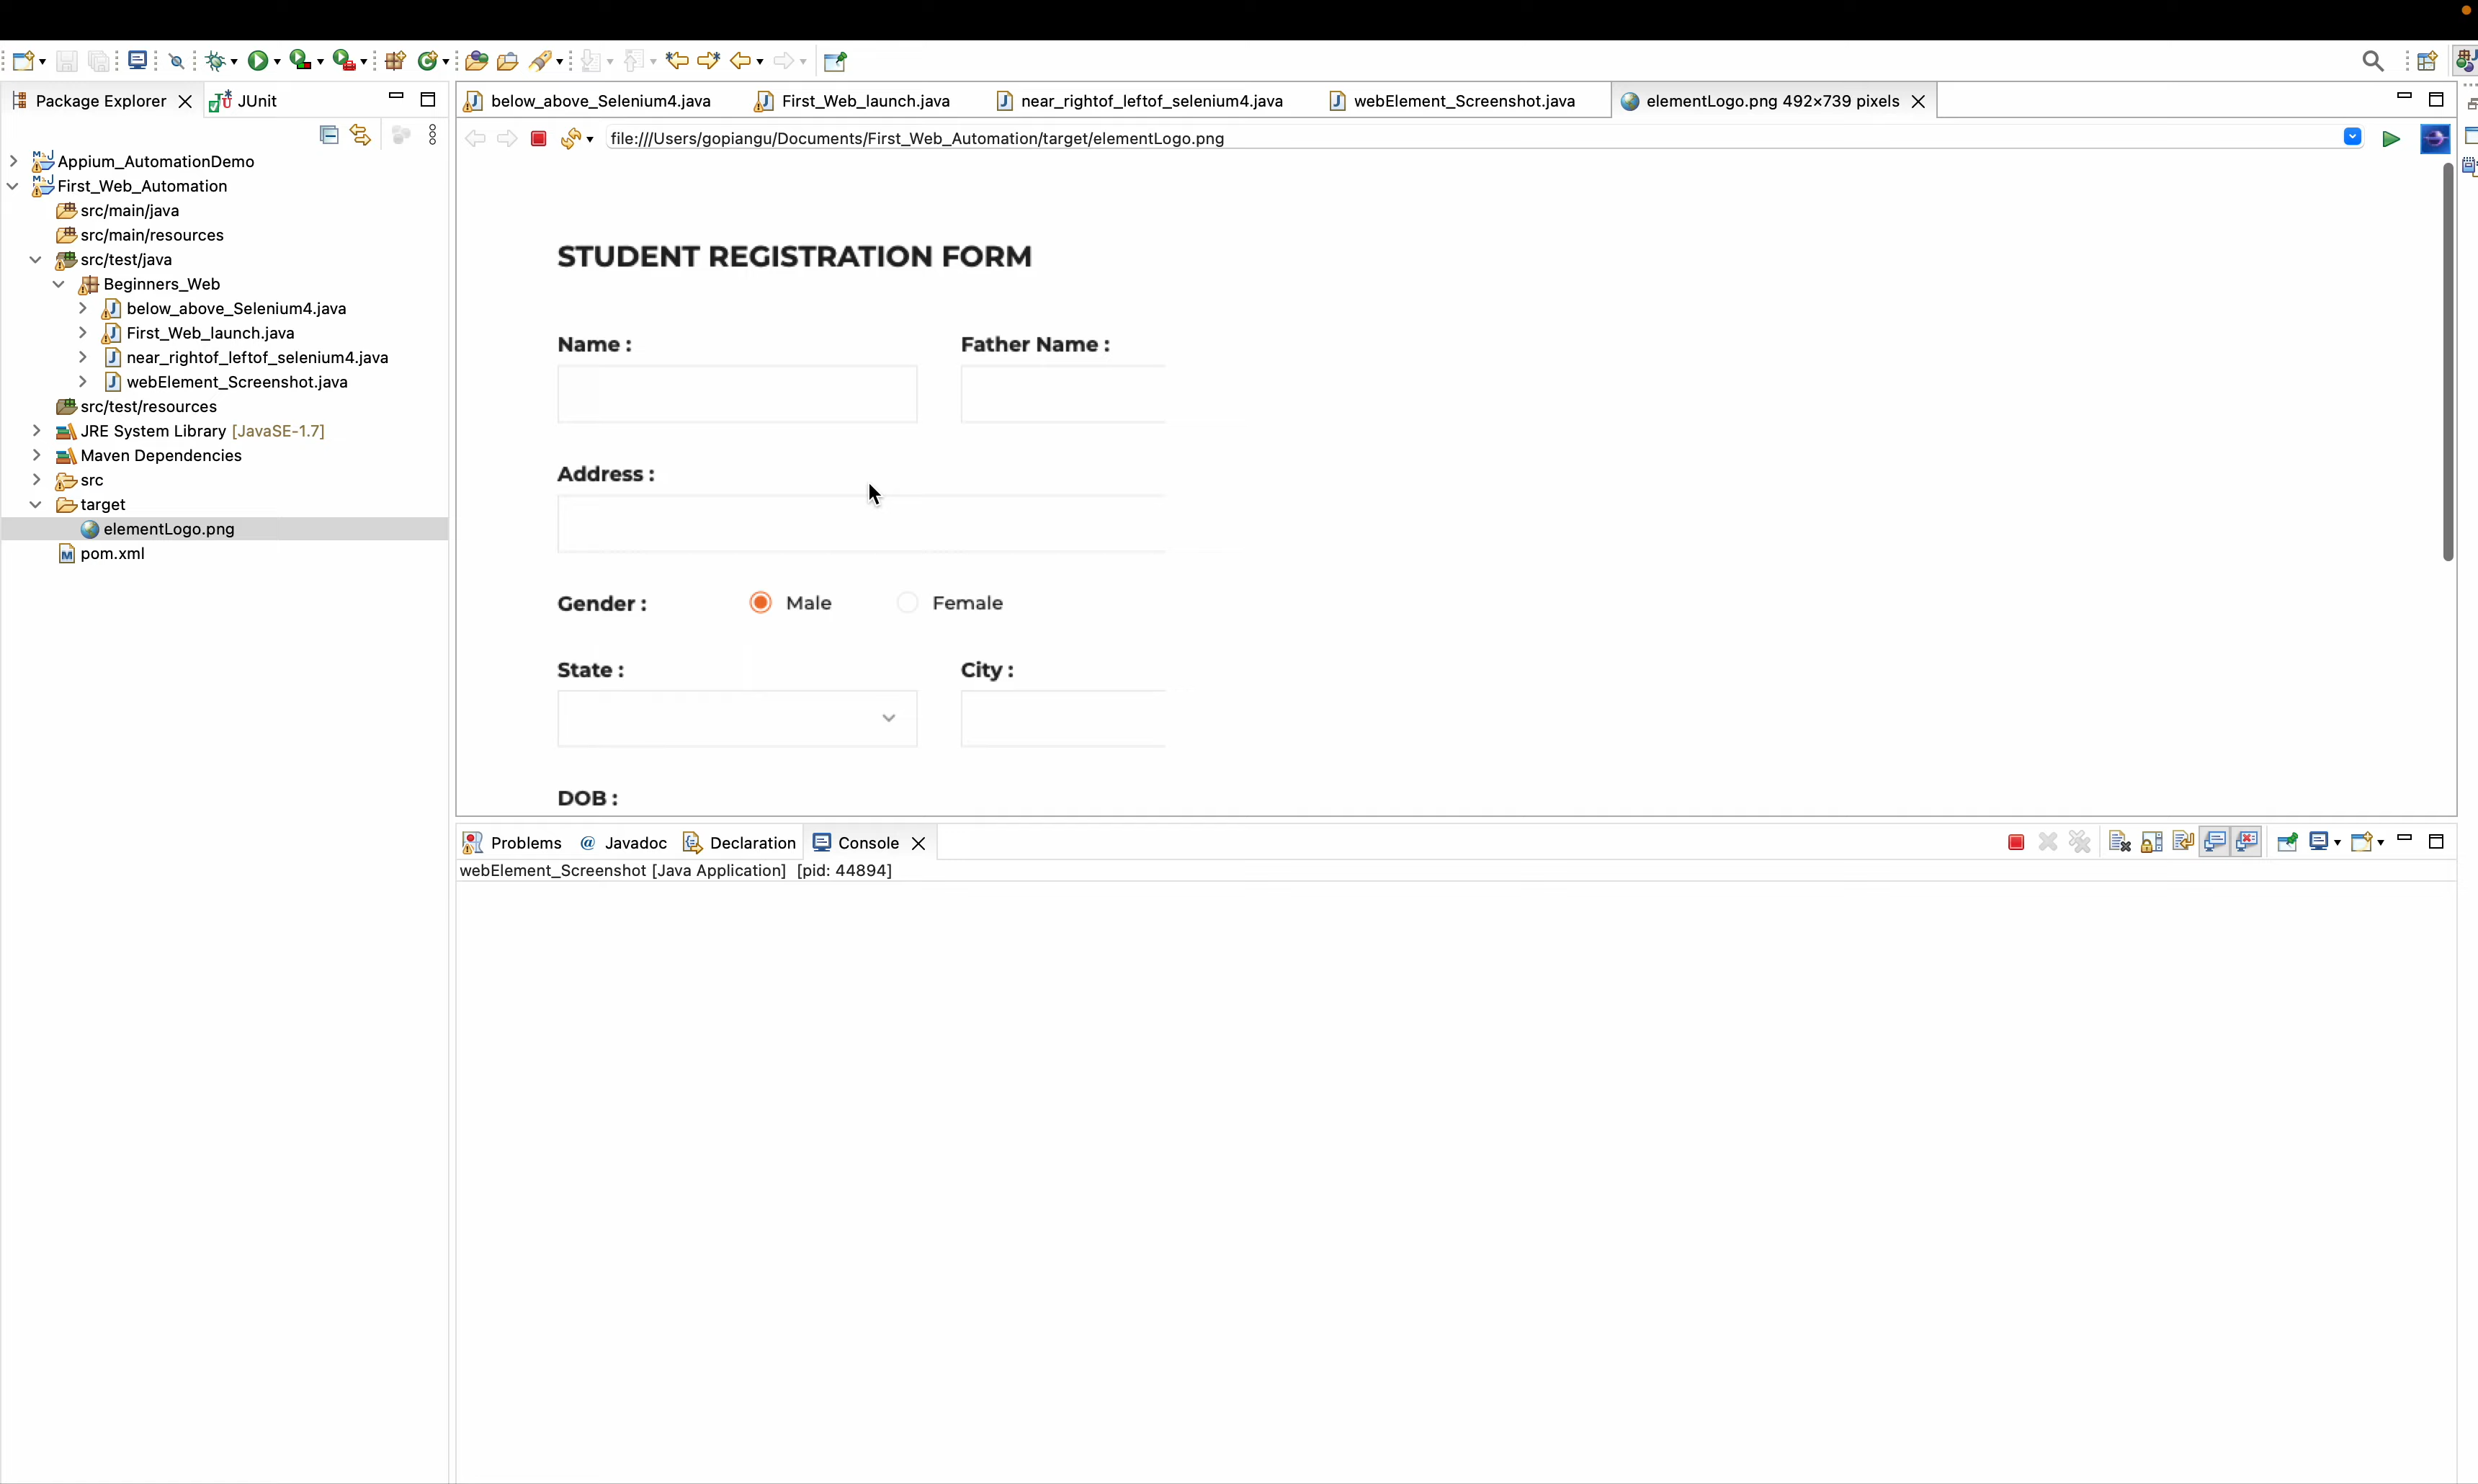 Package Explorer
JUnit
below_above_Selenium4.java
First_Web_launch.java
near_rightof_leftof_selenium4.java
webElement_Screenshot.java
elementLogo.png 492×739 pixels
file:///Users/gopiangu/Documents/First_Web_Automation/target/elementLogo.png
Appium_AutomationDemo
First_Web_Automation
src/main/java
src/main/resources
src/test/java
Beginners_Web
below_above_Selenium4.java
First_Web_launch.java
near_rightof_leftof_selenium4.java
webElement_Screenshot.java
src/test/resources
JRE System Library [JavaSE-1.7]
Maven Dependencies
src
target
elementLogo.png
pom.xml
STUDENT REGISTRATION FORM
Name :
Father Name :
Address :
Gender :
Male
Female
State :
City :
DOB :
Problems
@ Javadoc
Declaration
Console
webElement_Screenshot [Java Application] [pid: 44894]